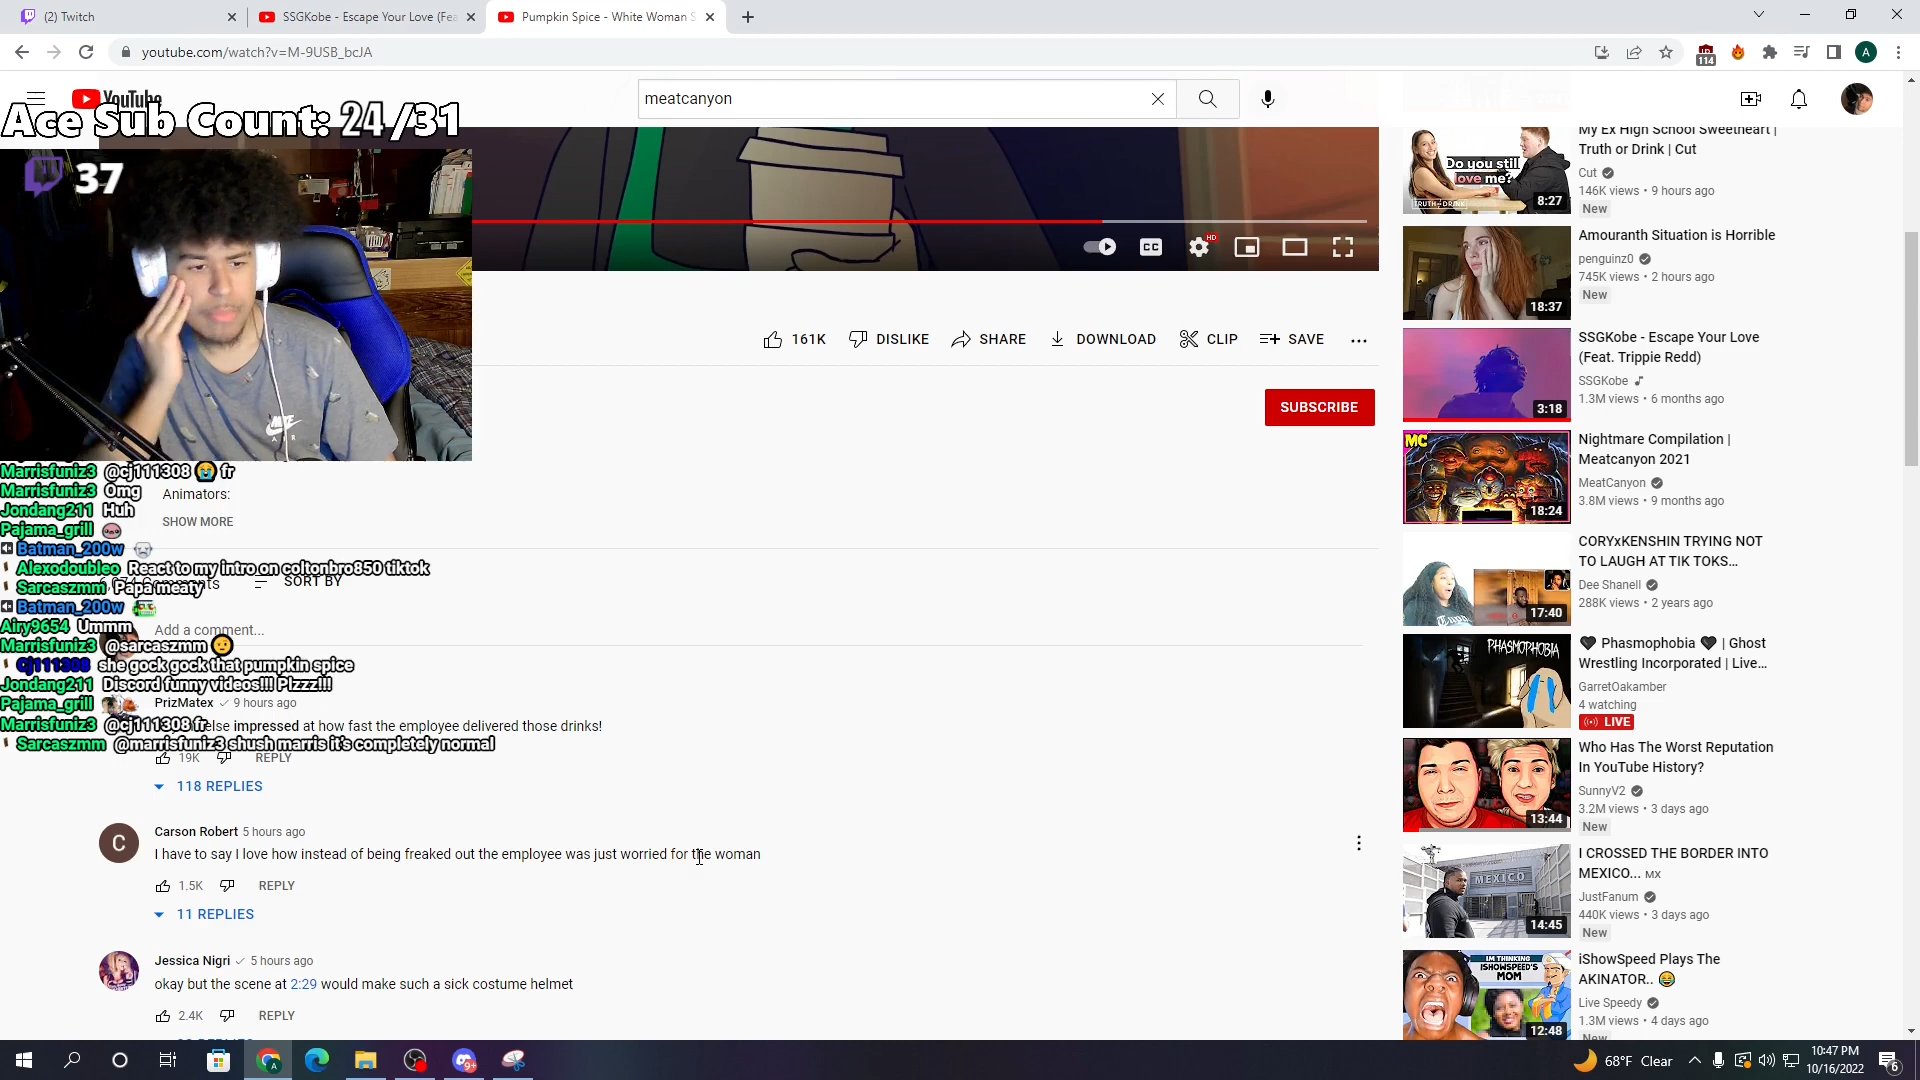 (2) Twitch
SSGKobe - Escape Your Love (Fea
Pumpkin Spice - White Woman S
youtube.com/watch?v=M-9USB_bcJA
114
A
YouTube
meatcanyon
Ace Sub Count: 24/31
37
HD
CC
161K
DISLIKE
SHARE
DOWNLOAD
CLIP
SAVE
SUBSCRIBE
Marrisfuniz3 @cj111308 😭 fr
Marrisfuniz3 Omg
Animators:
Jondang211 Huh
SHOW MORE
Pajama_grill
Batman_200w
Alexodoubleo React to my intro on coltonbro850 tiktok
Comments
SORT BY
Sarcaszmm Papa meaty
Batman_200w
Airy9654 Ummm
Add a comment...
Marrisfuniz3 @sarcaszmm
Cj111308 she gock gock that pumpkin spice
Jondang211 Discord funny videos!!! Plzzz!!!
Pajama_grill
PrizMatex
9 hours ago
Marrisfuniz3 @cj111308 fr
else impressed at how fast the employee delivered those drinks!
Sarcaszmm @marrisfuniz3 shush marris it's completely normal
19K
REPLY
118 REPLIES
C
Carson Robert 5 hours ago
I have to say I love how instead of being freaked out the employee was just worried for the woman
1.5K
REPLY
11 REPLIES
Jessica Nigri
5 hours ago
okay but the scene at 2:29 would make such a sick costume helmet
2.4K
REPLY
My Ex High School Sweetheart |
Truth or Drink | Cut
Cut
146K views • 9 hours ago
New
Do you still
love me?
TRUTH or DRINK
8:27
Amouranth Situation is Horrible
penguinz0
745K views • 2 hours ago
New
18:37
SSGKobe - Escape Your Love
(Feat. Trippie Redd)
SSGKobe
1.3M views • 6 months ago
3:18
Nightmare Compilation |
Meatcanyon 2021
MeatCanyon
3.8M views • 9 months ago
MC
18:24
CORYxKENSHIN TRYING NOT
TO LAUGH AT TIK TOKS...
Dee Shanell
288K views • 2 years ago
17:40
🖤 Phasmophobia 🖤 | Ghost
Wrestling Incorporated | Live...
GarretOakamber
4 watching
LIVE
PHASMOPHOBIA
Who Has The Worst Reputation
In YouTube History?
SunnyV2
3.2M views • 3 days ago
New
13:44
I CROSSED THE BORDER INTO
MEXICO... MX
JustFanum
440K views • 3 days ago
New
MEXICO
14:45
iShowSpeed Plays The
AKINATOR.. 😂
Live Speedy
1.3M views • 4 days ago
IM THINKING
ISHOWSPEED'S
MOM
12:48
68°F Clear
10:47 PM
10/16/2022
9+
6